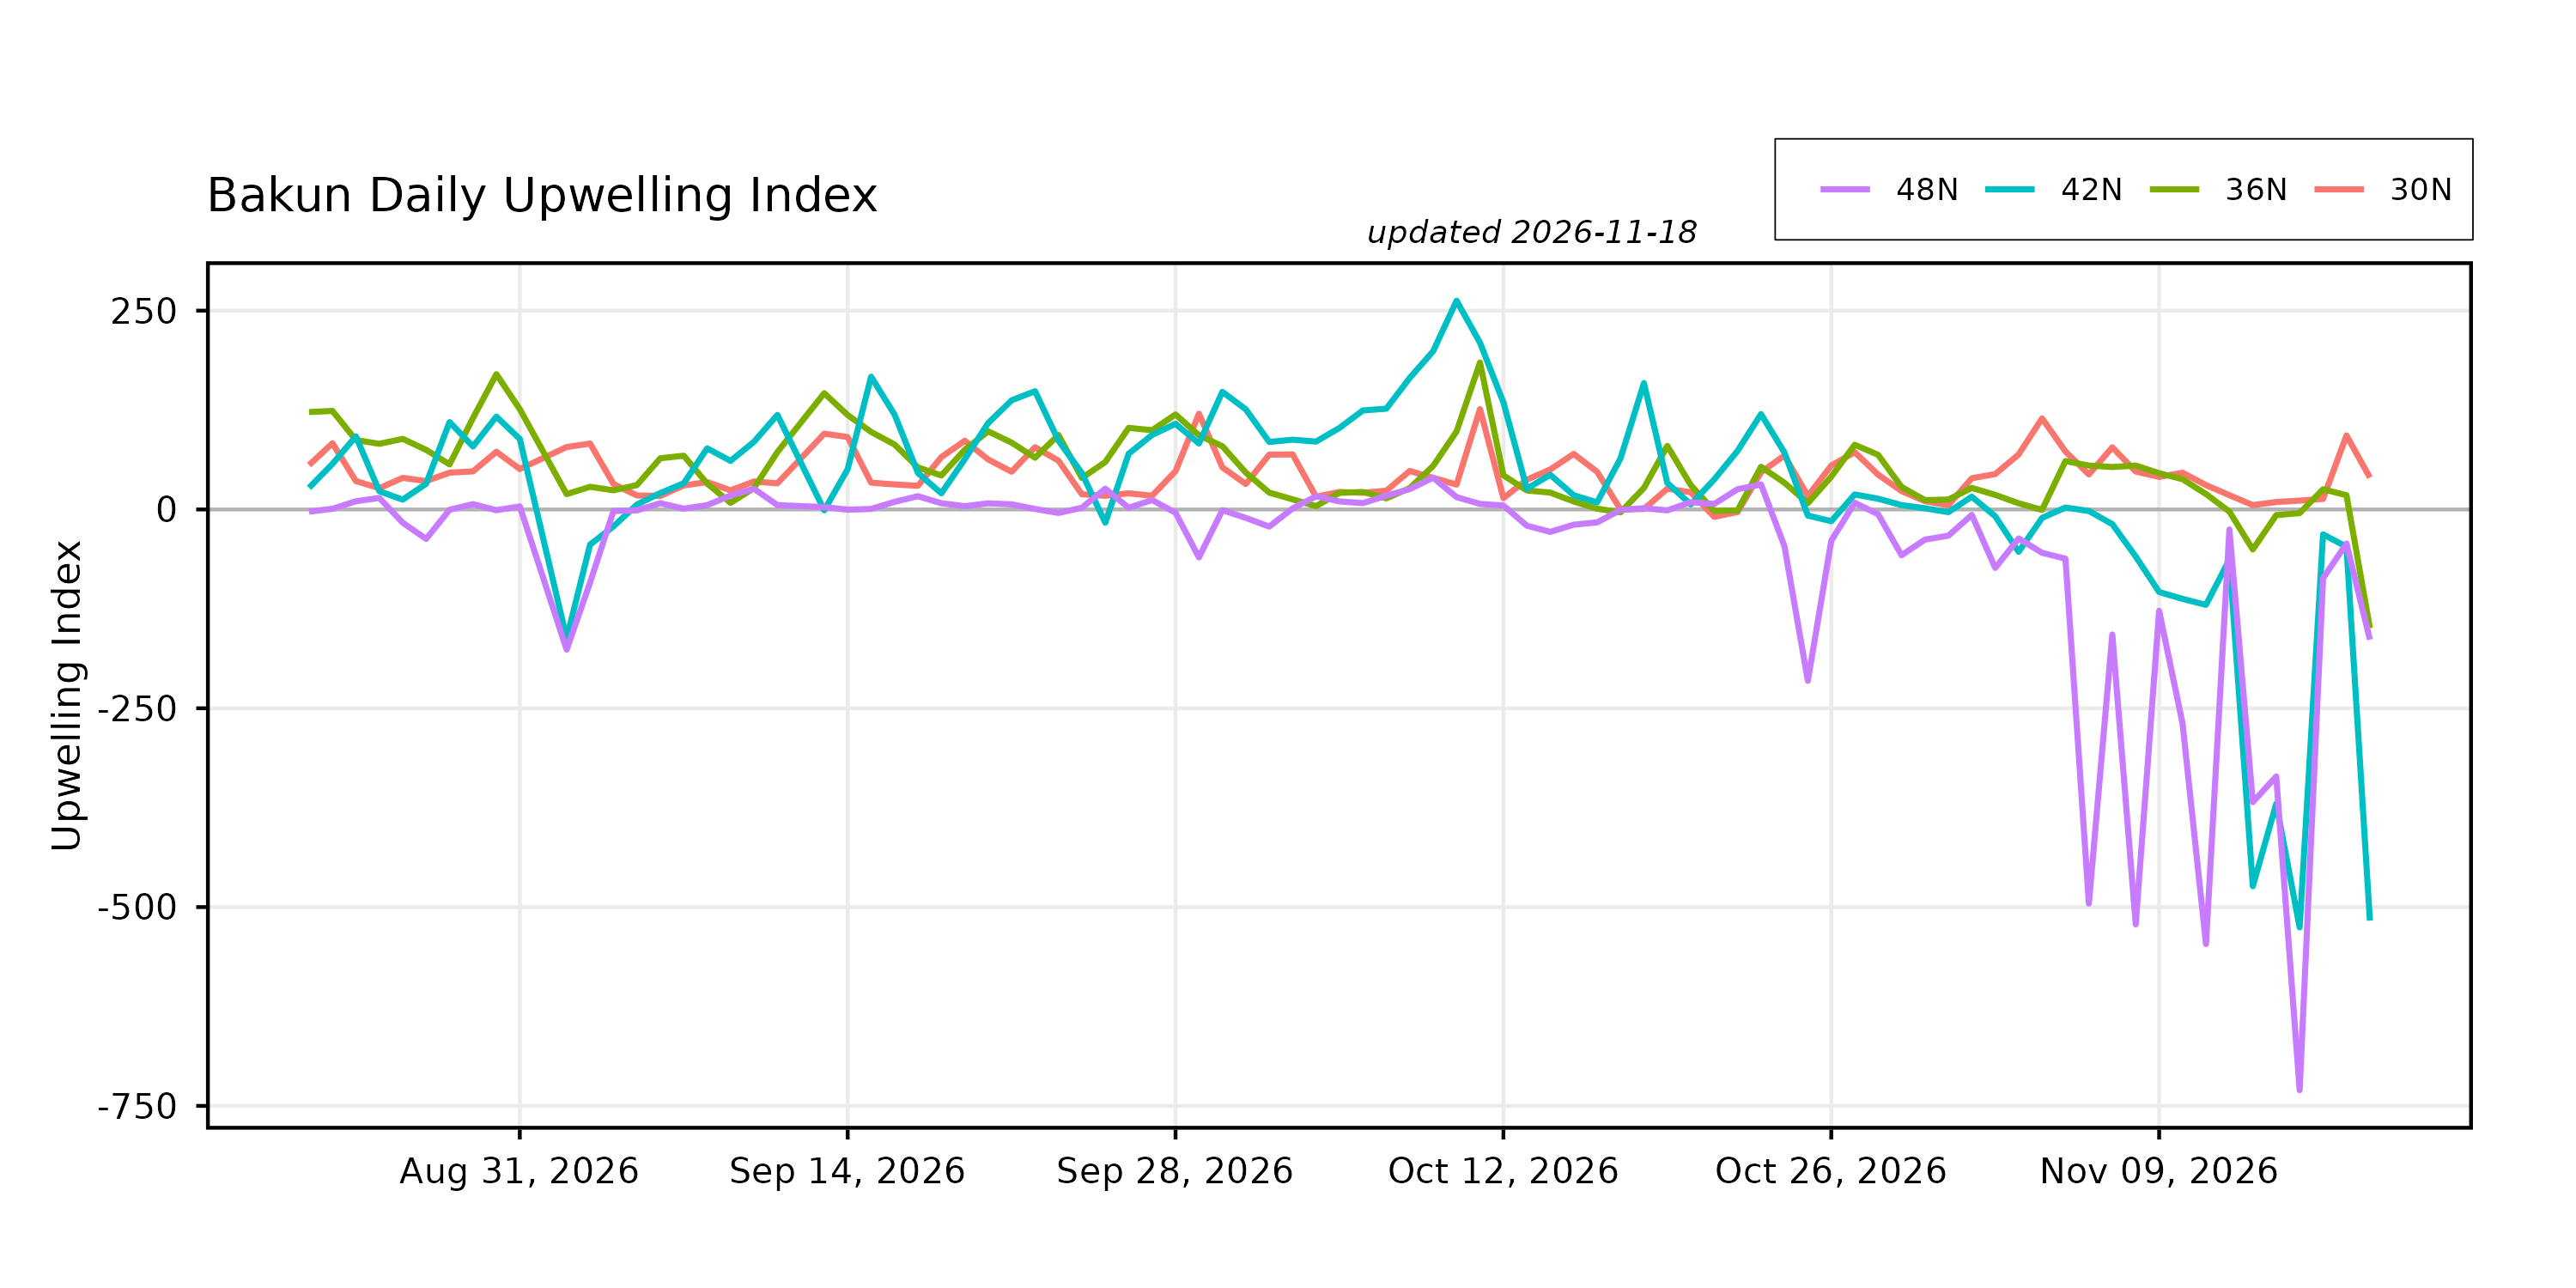 Bakun Daily Upwelling Index
updated 2026-11-18
48N 42N 36N 30N
Upwelling Index
250
0
-250
-500
-750
Aug 31, 2026 Sep 14, 2026 Sep 28, 2026 Oct 12, 2026 Oct 26, 2026 Nov 09, 2026